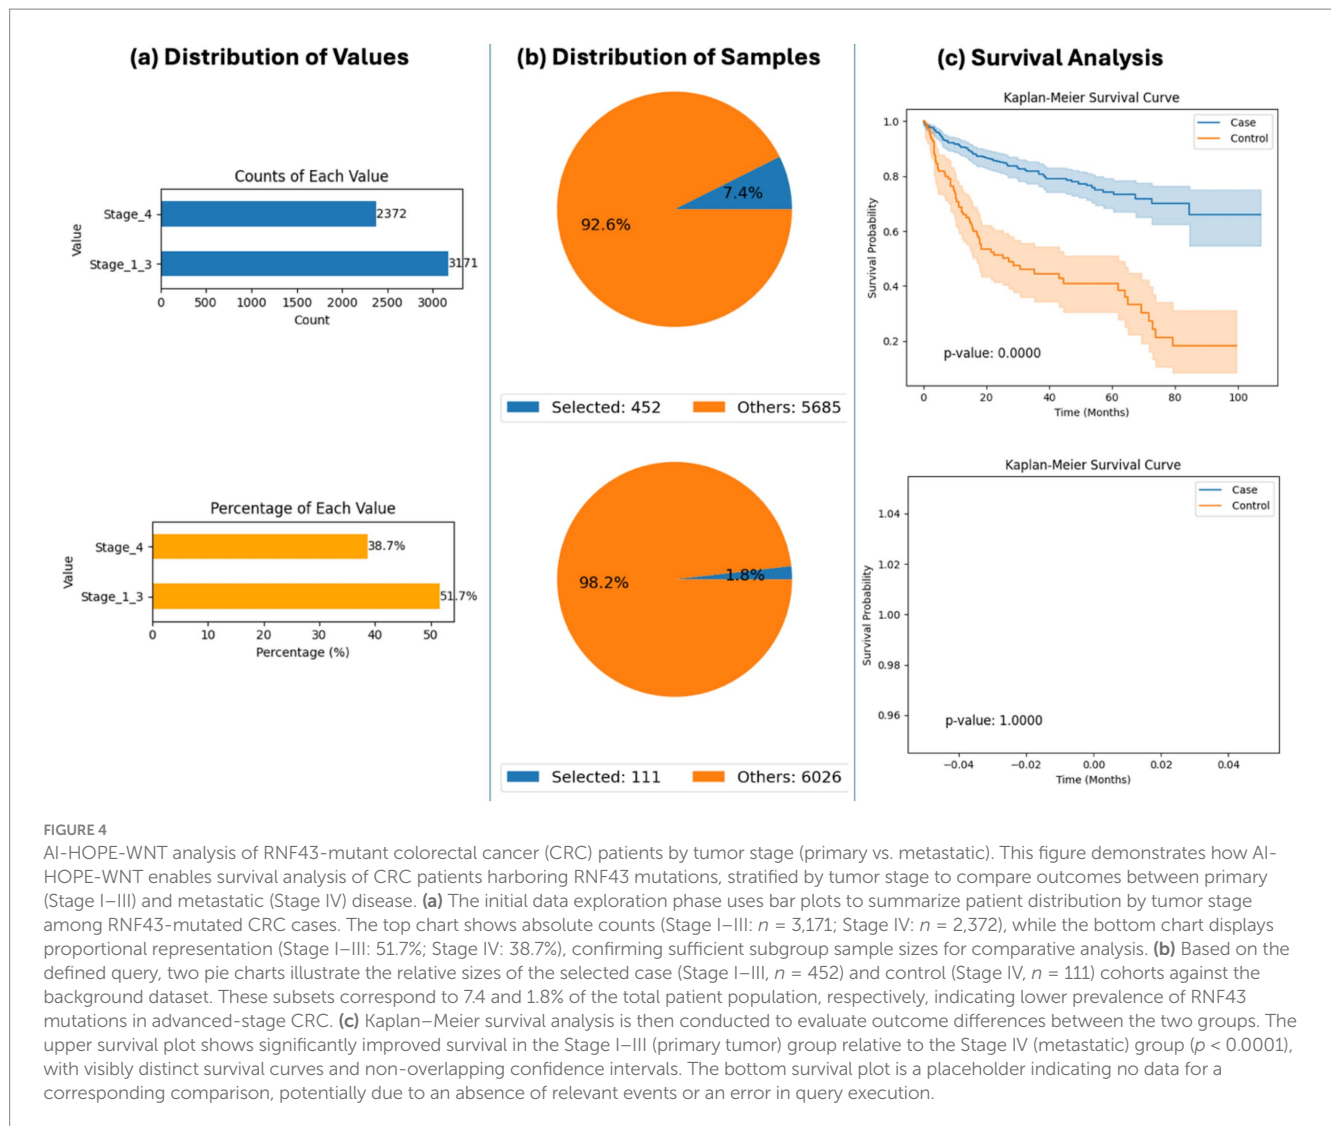 (a) Distribution of Values
Counts of Each Value
Value
Stage_4
2372
Stage_1_3
3171
0 500 1000 1500 2000 2500 3000
Count
Percentage of Each Value
Value
Stage_4
38.7%
Stage_1_3
51.7%
0 10 20 30 40 50
Percentage (%)
(b) Distribution of Samples
7.4%
92.6%
Selected: 452 Others: 5685
1.8%
98.2%
Selected: 111 Others: 6026
(c) Survival Analysis
Kaplan-Meier Survival Curve
Case
Control
Survival Probability
1.0
0.8
0.6
0.4
0.2
p-value: 0.0000
0 20 40 60 80 100
Time (Months)
Kaplan-Meier Survival Curve
Case
Control
Survival Probability
1.04
1.02
1.00
0.98
0.96
p-value: 1.0000
−0.04 −0.02 0.00 0.02 0.04
Time (Months)
FIGURE 4
AI-HOPE-WNT analysis of RNF43-mutant colorectal cancer (CRC) patients by tumor stage (primary vs. metastatic). This figure demonstrates how AI-
HOPE-WNT enables survival analysis of CRC patients harboring RNF43 mutations, stratified by tumor stage to compare outcomes between primary
(Stage I–III) and metastatic (Stage IV) disease. (a) The initial data exploration phase uses bar plots to summarize patient distribution by tumor stage
among RNF43-mutated CRC cases. The top chart shows absolute counts (Stage I–III: n = 3,171; Stage IV: n = 2,372), while the bottom chart displays
proportional representation (Stage I–III: 51.7%; Stage IV: 38.7%), confirming sufficient subgroup sample sizes for comparative analysis. (b) Based on the
defined query, two pie charts illustrate the relative sizes of the selected case (Stage I–III, n = 452) and control (Stage IV, n = 111) cohorts against the
background dataset. These subsets correspond to 7.4 and 1.8% of the total patient population, respectively, indicating lower prevalence of RNF43
mutations in advanced-stage CRC. (c) Kaplan–Meier survival analysis is then conducted to evaluate outcome differences between the two groups. The
upper survival plot shows significantly improved survival in the Stage I–III (primary tumor) group relative to the Stage IV (metastatic) group (p < 0.0001),
with visibly distinct survival curves and non-overlapping confidence intervals. The bottom survival plot is a placeholder indicating no data for a
corresponding comparison, potentially due to an absence of relevant events or an error in query execution.